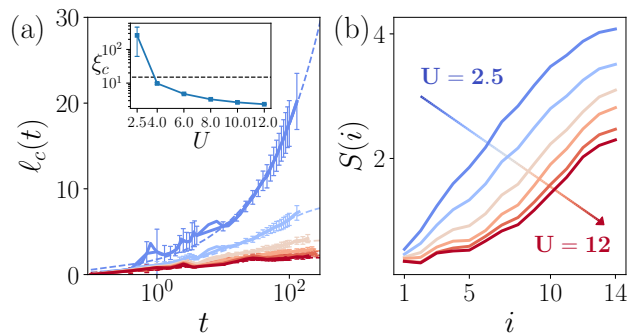 (a)
30
20
10
0
ℓ_c(t)
10^0
10^2
t
10^2
10^1
ξ_c
2.5 4.0 6.0 8.0 10.0 12.0
U
(b)
4
2
S(i)
U = 2.5
U = 12
1 5 10 14
i